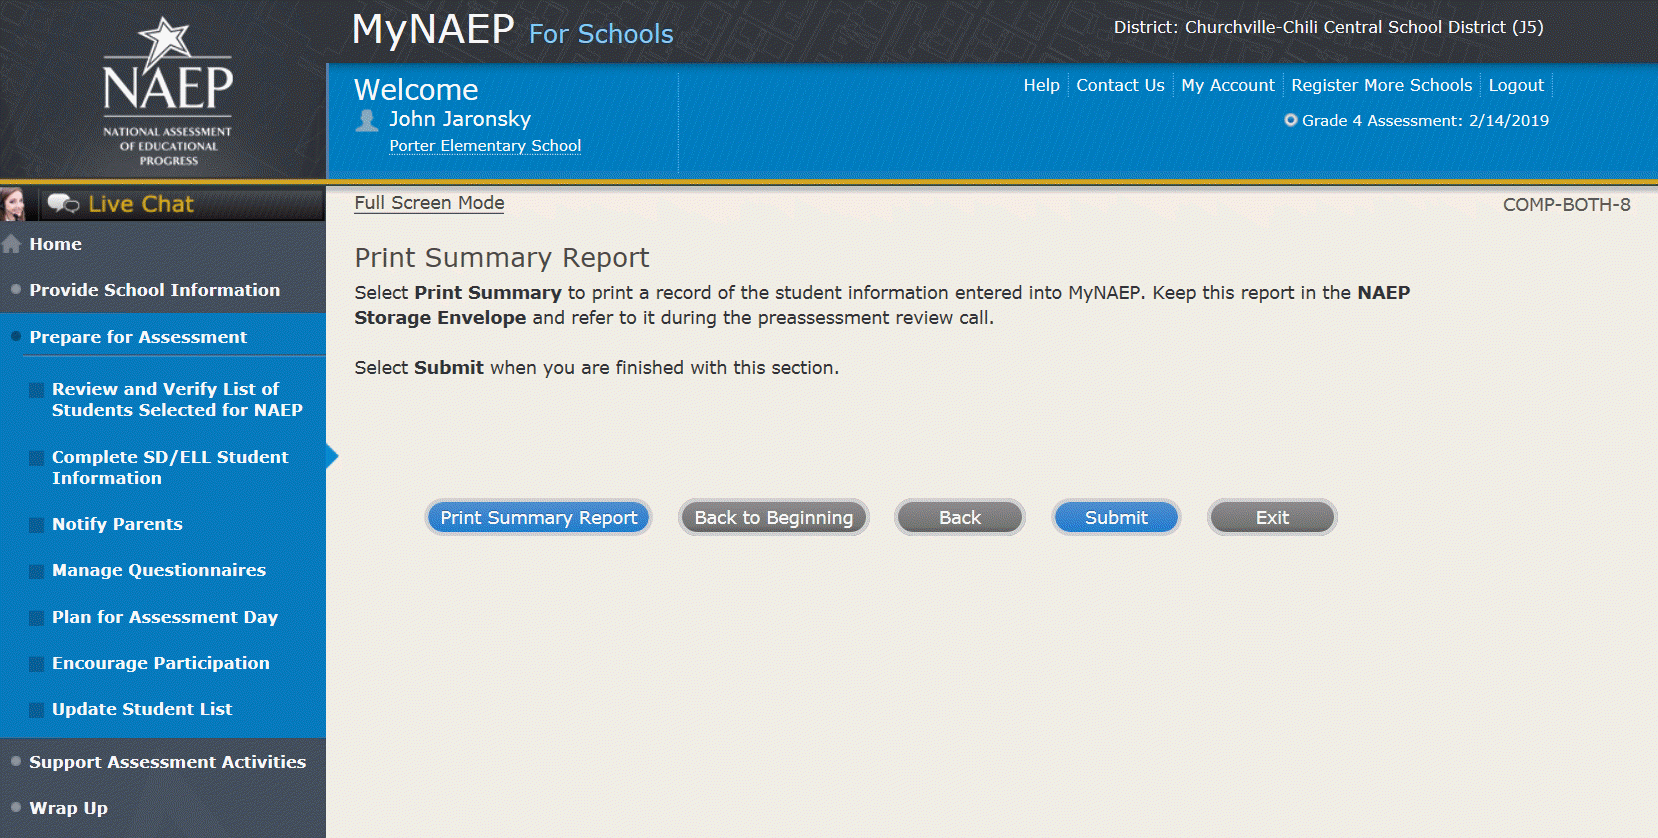 NAEP
NATIONAL ASSESSMENT
OF EDUCATIONAL
PROGRESS
MyNAEP For Schools
District: Churchville-Chili Central School District (J5)
Welcome
John Jaronsky
Porter Elementary School
Help Contact Us My Account Register More Schools Logout
Grade 4 Assessment: 2/14/2019
Live Chat
Home
Provide School Information
Prepare for Assessment
Review and Verify List of
Students Selected for NAEP
Complete SD/ELL Student
Information
Notify Parents
Manage Questionnaires
Plan for Assessment Day
Encourage Participation
Update Student List
Support Assessment Activities
Wrap Up
Full Screen Mode
COMP-BOTH-8
Print Summary Report
Select Print Summary to print a record of the student information entered into MyNAEP. Keep this report in the NAEP
Storage Envelope and refer to it during the preassessment review call.
Select Submit when you are finished with this section.
Print Summary Report Back to Beginning Back Submit Exit